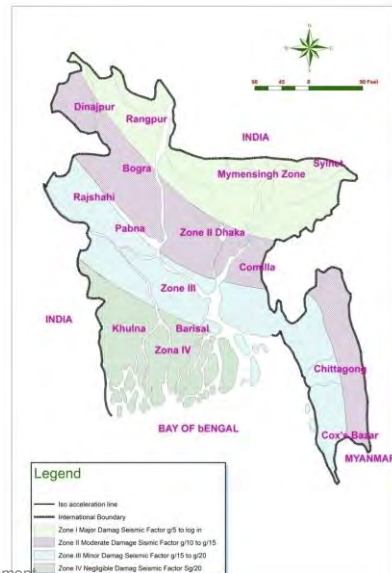 Dinajpur
Rangpur
INDIA
Bogra
Sylhet
Mymensingh Zone
Rajshahi
Pabna
Zone II Dhaka
Comilla
Zone III
INDIA
Khulna
Barisal
Zona IV
Chittagong
BAY OF bENGAL
Cox's Bazar
MYANMAR
Legend
Iso acceleration line
International Boundary
Zone I Major Damag Seismic Factor g/5 to log in
Zone II Moderate Damage Sismic Factor g/10 to g/15
Zone III Minor Damag Seismic Factor g/15 to g/20
Zone IV Negligible Damag Seismic Factor Sg/20